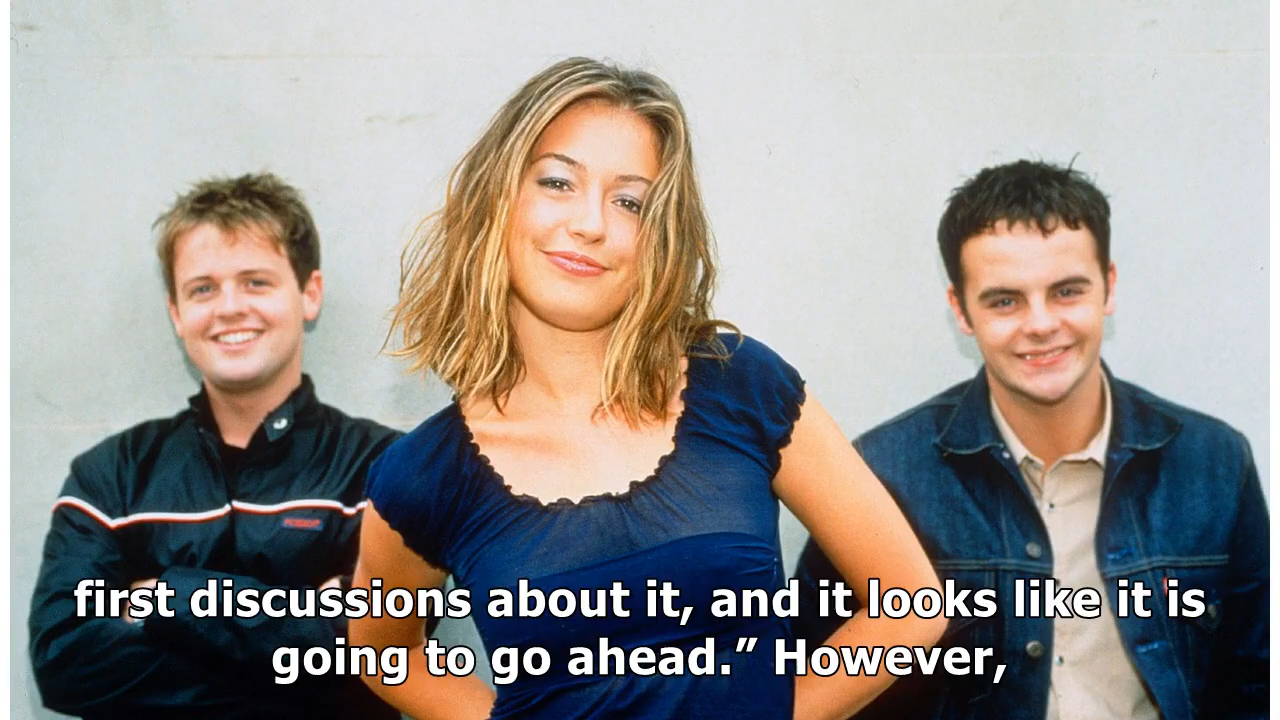 first discussions about it, and it looks like it is
going to go ahead.” However,